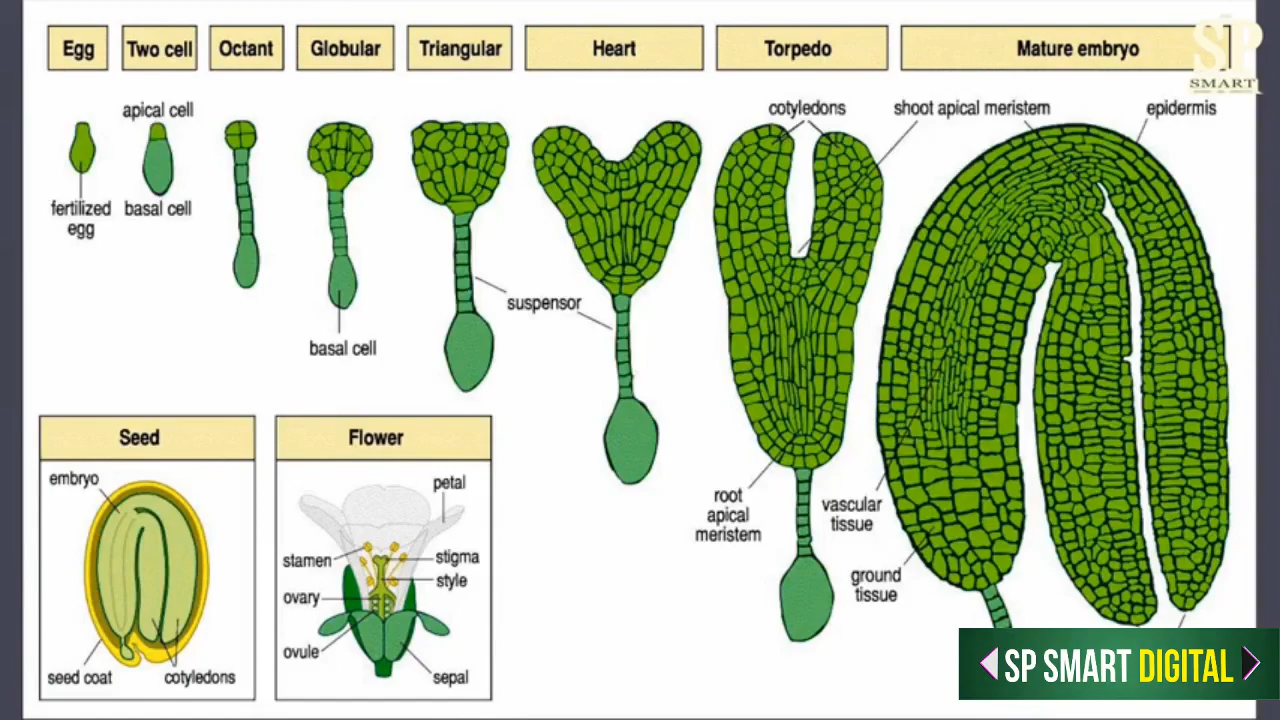 Egg
Two cell
Octant
Globular
Triangular
Heart
Torpedo
Mature embryo
SP
SMART
apical cell
cotyledons
shoot apical meristem
epidermis
fertilized
egg
basal cell
suspensor
basal cell
root
apical
meristem
vascular
tissue
ground
tissue
Seed
embryo
seed coat
cotyledons
Flower
petal
stamen
stigma
style
ovary
ovule
sepal
SP SMART DIGITAL